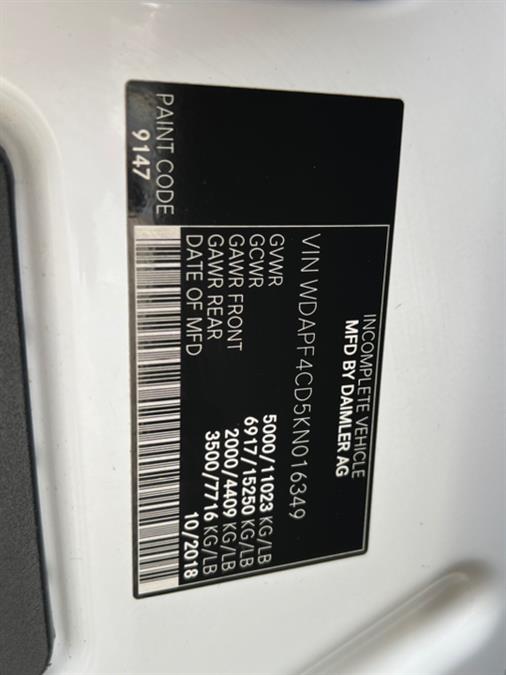 INCOMPLETE VEHICLE
MFD BY DAIMLER AG
VIN WDAPF4CD5KN016349
GVWR 5000/11023 KG/LB
GCWR 6917/15250 KG/LB
GAWR FRONT 2000/4409 KG/LB
GAWR REAR 3500/7716 KG/LB
DATE OF MFD 10/2018
PAINT CODE
9147